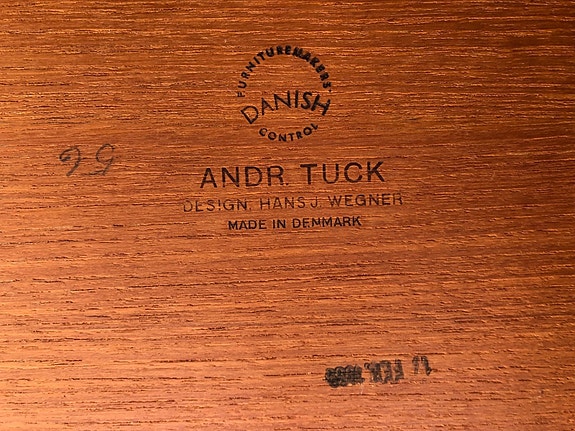 FURNITUREMAKERS'
DANISH
CONTROL
ANDR. TUCK
DESIGN, HANS J. WEGNER
MADE IN DENMARK